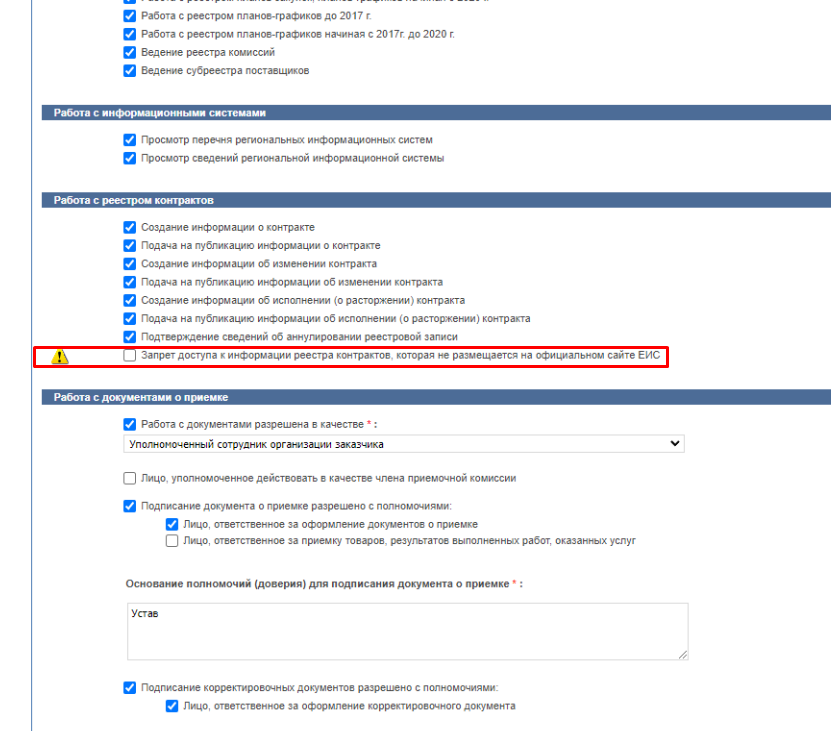 Работа с реестром планов-графиков до 2017 г.
Работа с реестром планов-графиков начиная с 2017г. до 2020 г.
Ведение реестра комиссий
Ведение субреестра поставщиков
Работа с информационными системами
Просмотр перечня региональных информационных систем
Просмотр сведений региональной информационной системы
Работа с реестром контрактов
Создание информации о контракте
Подача на публикацию информации о контракте
Создание информации об изменении контракта
Подача на публикацию информации об изменении контракта
Создание информации об исполнении (о расторжении) контракта
Подача на публикацию информации об исполнении (о расторжении) контракта
Подтверждение сведений об аннулировании реестровой записи
Запрет доступа к информации реестра контрактов, которая не размещается на официальном сайте ЕИС
Работа с документами о приемке
Работа с документами разрешена в качестве * :
Уполномоченный сотрудник организации заказчика
Лицо, уполномоченное действовать в качестве члена приемочной комиссии
Подписание документа о приемке разрешено с полномочиями:
Лицо, ответственное за оформление документов о приемке
Лицо, ответственное за приемку товаров, результатов выполненных работ, оказанных услуг
Основание полномочий (доверия) для подписания документа о приемке * :
Устав
Подписание корректировочных документов разрешено с полномочиями:
Лицо, ответственное за оформление корректировочного документа